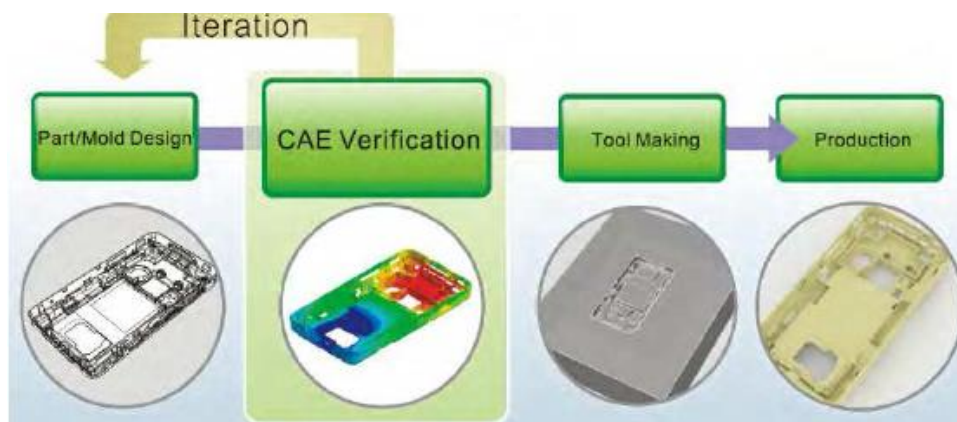 Iteration
Part/Mold Design
CAE Verification
Tool Making
Production